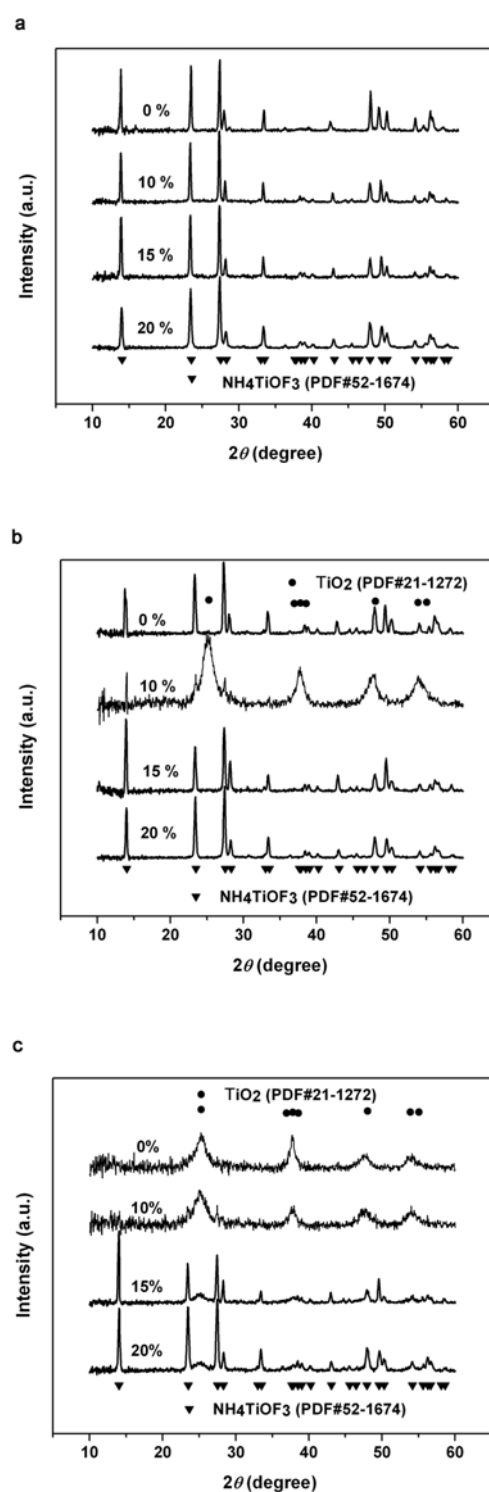 a
0 %
10 %
15 %
20 %
Intensity (a.u.)
NH4TiOF3 (PDF#52-1674)
10 20 30 40 50 60
2θ (degree)
b
TiO2 (PDF#21-1272)
0 %
10 %
15 %
20 %
Intensity (a.u.)
NH4TiOF3 (PDF#52-1674)
10 20 30 40 50 60
2θ (degree)
c
TiO2 (PDF#21-1272)
0%
10%
15%
20%
Intensity (a.u.)
NH4TiOF3 (PDF#52-1674)
10 20 30 40 50 60
2θ (degree)